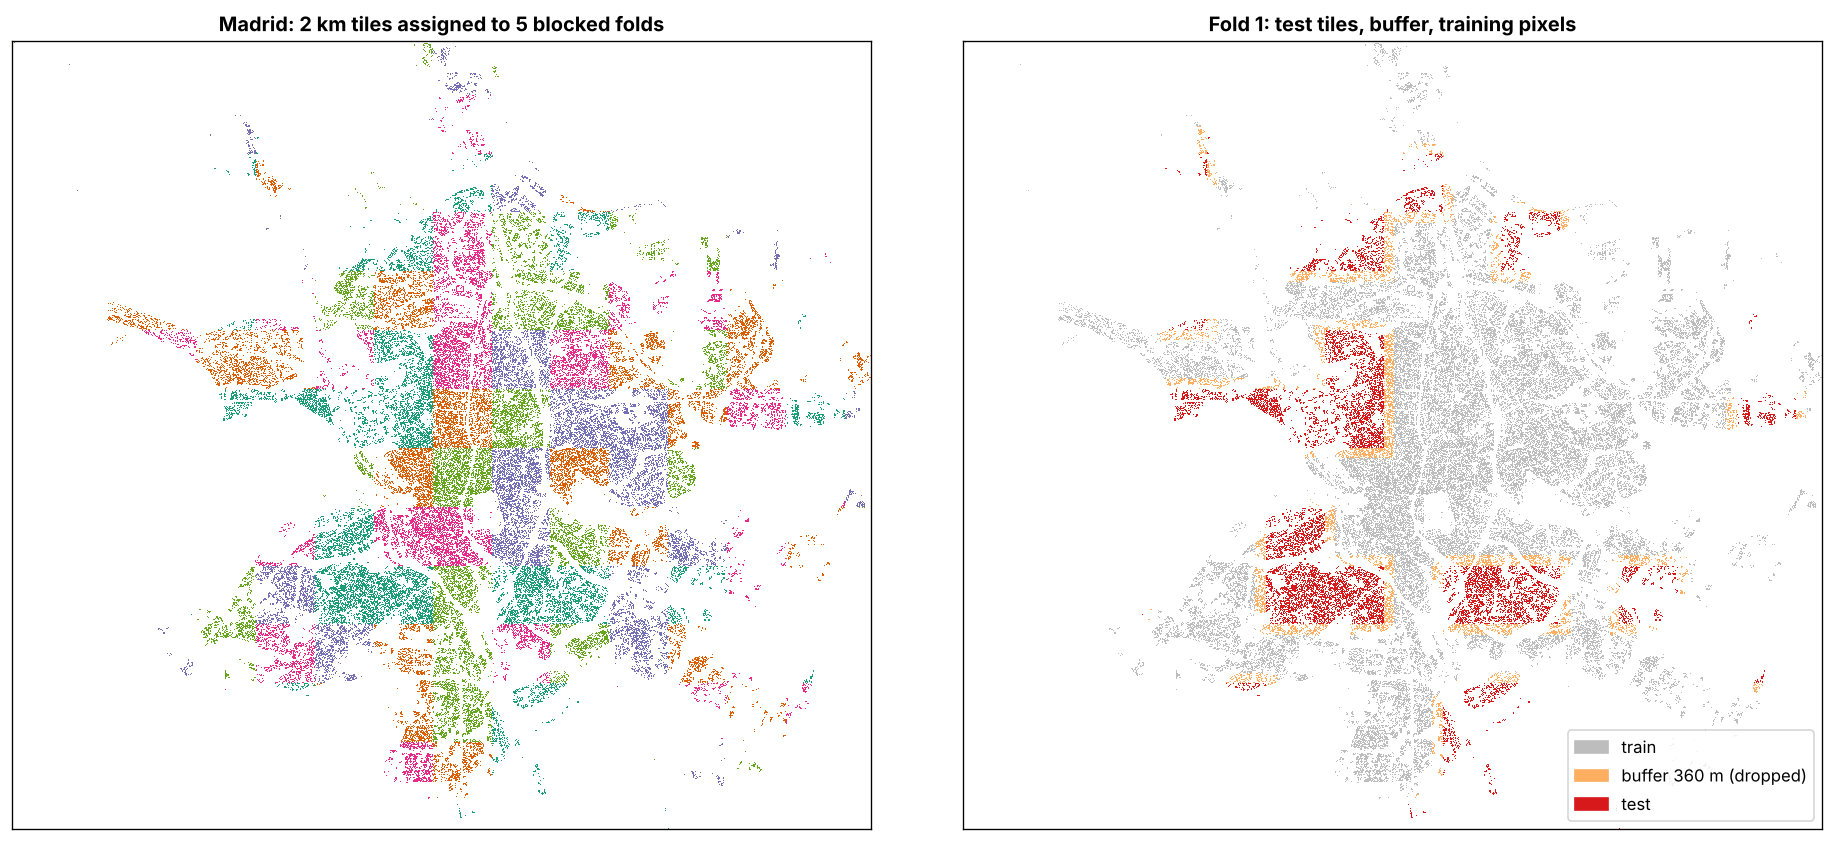 Madrid: 2 km tiles assigned to 5 blocked folds
Fold 1: test tiles, buffer, training pixels
train
buffer 360 m (dropped)
test